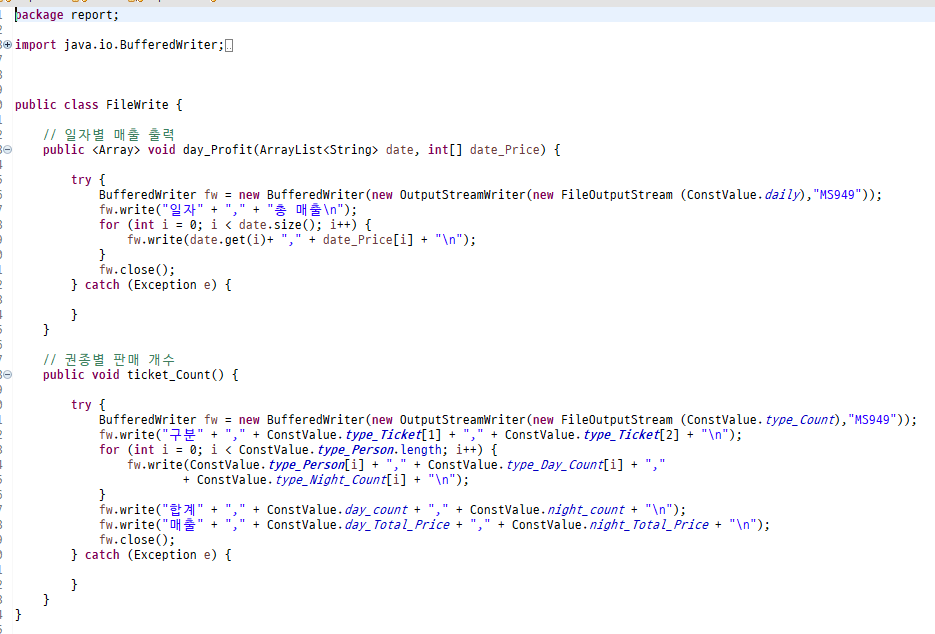 package report;
import java.io.BufferedWriter;
public class FileWrite {
// 일자별 매출 출력
public <Array> void day_Profit(ArrayList<String> date, int[] date_Price) {
try {
BufferedWriter fw = new BufferedWriter(new OutputStreamWriter(new FileOutputStream (ConstValue.daily),"MS949"));
fw.write("일자" + "," + "총 매출\n");
for (int i = 0; i < date.size(); i++) {
fw.write(date.get(i)+ "," + date_Price[i] + "\n");
}
fw.close();
} catch (Exception e) {
}
}
// 권종별 판매 개수
public void ticket_Count() {
try {
BufferedWriter fw = new BufferedWriter(new OutputStreamWriter(new FileOutputStream (ConstValue.type_Count),"MS949"));
fw.write("구분" + "," + ConstValue.type_Ticket[1] + "," + ConstValue.type_Ticket[2] + "\n");
for (int i = 0; i < ConstValue.type_Person.length; i++) {
fw.write(ConstValue.type_Person[i] + "," + ConstValue.type_Day_Count[i] + ","
+ ConstValue.type_Night_Count[i] + "\n");
}
fw.write("합계" + "," + ConstValue.day_count + "," + ConstValue.night_count + "\n");
fw.write("매출" + "," + ConstValue.day_Total_Price + "," + ConstValue.night_Total_Price + "\n");
fw.close();
} catch (Exception e) {
}
}
}